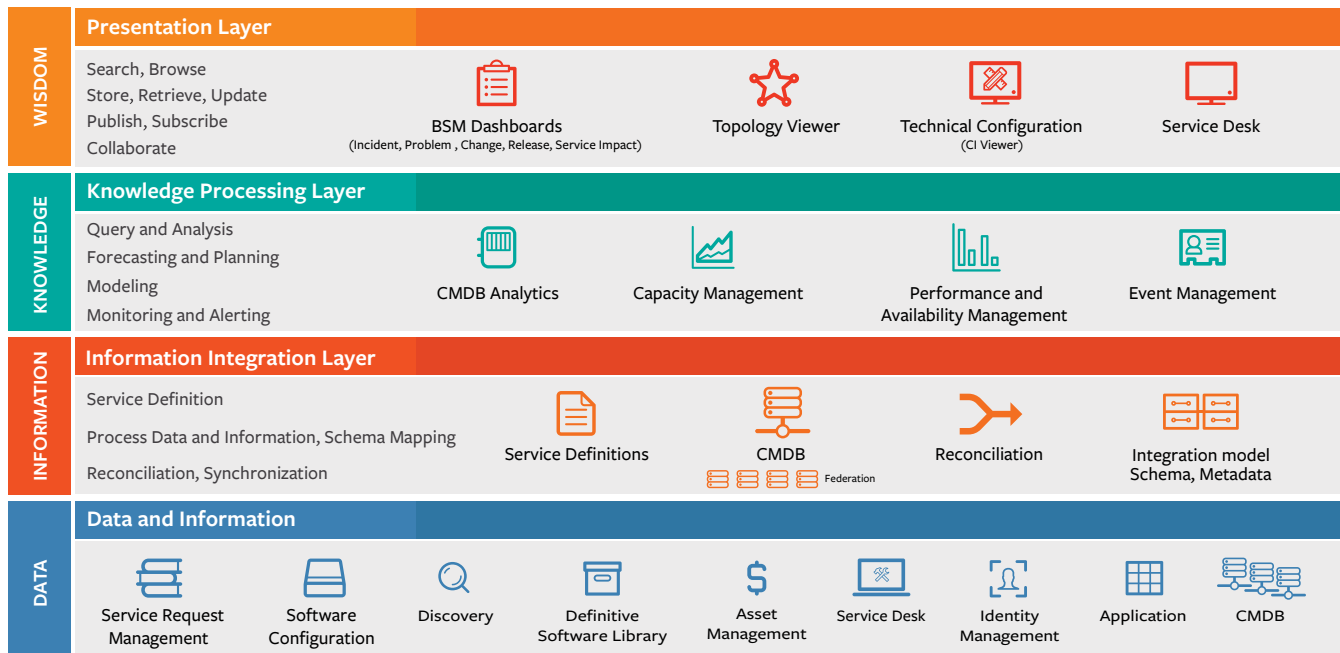 WISDOM
Presentation Layer
Search, Browse
Store, Retrieve, Update
Publish, Subscribe
Collaborate
BSM Dashboards
(Incident, Problem , Change, Release, Service Impact)
Topology Viewer
Technical Configuration
(CI Viewer)
Service Desk
KNOWLEDGE
Knowledge Processing Layer
Query and Analysis
Forecasting and Planning
Modeling
Monitoring and Alerting
CMDB Analytics
Capacity Management
Performance and
Availability Management
Event Management
INFORMATION
Information Integration Layer
Service Definition
Process Data and Information, Schema Mapping
Reconciliation, Synchronization
Service Definitions
CMDB
Federation
Reconciliation
Integration model
Schema, Metadata
DATA
Data and Information
Service Request
Management
Software
Configuration
Discovery
Definitive
Software Library
$
Asset
Management
Service Desk
Identity
Management
Application
CMDB